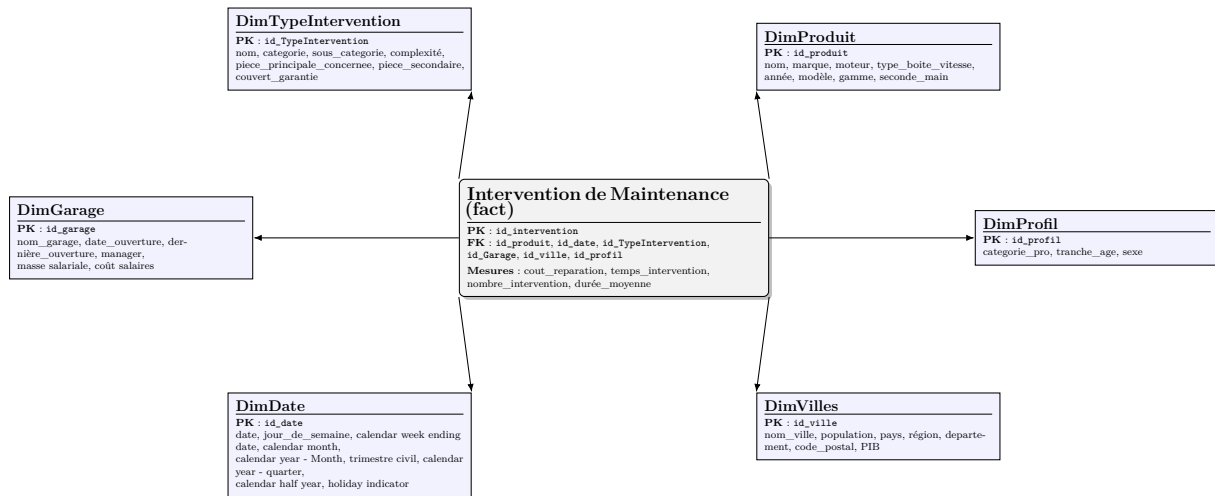 DimTypeIntervention
PK : id_TypeIntervention
nom, categorie, sous_categorie, complexité,
piece_principale_concernee, piece_secondaire,
couvert_garantie
DimProduit
PK : id_produit
nom, marque, moteur, type_boite_vitesse,
année, modèle, gamme, seconde_main
DimGarage
PK : id_garage
nom_garage, date_ouverture, der-
nière_ouverture, manager,
masse salariale, coût salaires
Intervention de Maintenance
(fact)
PK : id_intervention
FK : id_produit, id_date, id_TypeIntervention,
id_Garage, id_ville, id_profil
Mesures : cout_reparation, temps_intervention,
nombre_intervention, durée_moyenne
DimProfil
PK : id_profil
categorie_pro, tranche_age, sexe
DimDate
PK : id_date
date, jour_de_semaine, calendar week ending
date, calendar month,
calendar year - Month, trimestre civil, calendar
year - quarter,
calendar half year, holiday indicator
DimVilles
PK : id_ville
nom_ville, population, pays, région, departe-
ment, code_postal, PIB